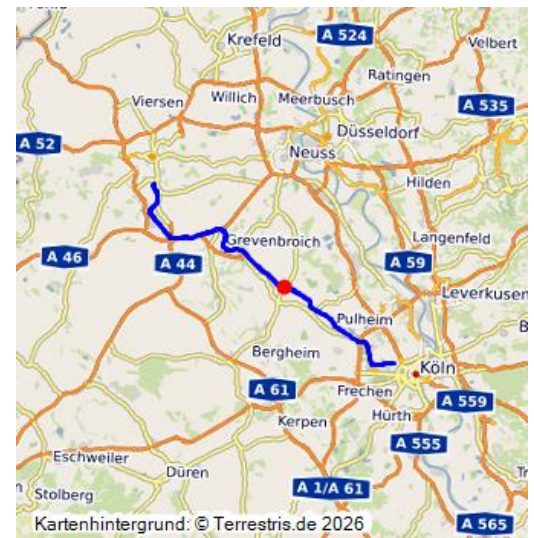 Krefeld
A 524
Velbert
Ratingen
Viersen
Willich
Meerbusch
A 535
Düsseldorf
A 52
Neuss
Hilden
Grevenbroich
Langenfeld
A 46
A 44
A 59
Leverkusen
Pulheim
B
Bergheim
Köln
Frechen
A 61
A 559
Hürth
Kerpen
A 555
Eschweiler
Düren
A 1/A 61
Stolberg
Kartenhintergrund: © Terrestris.de 2026
A 565